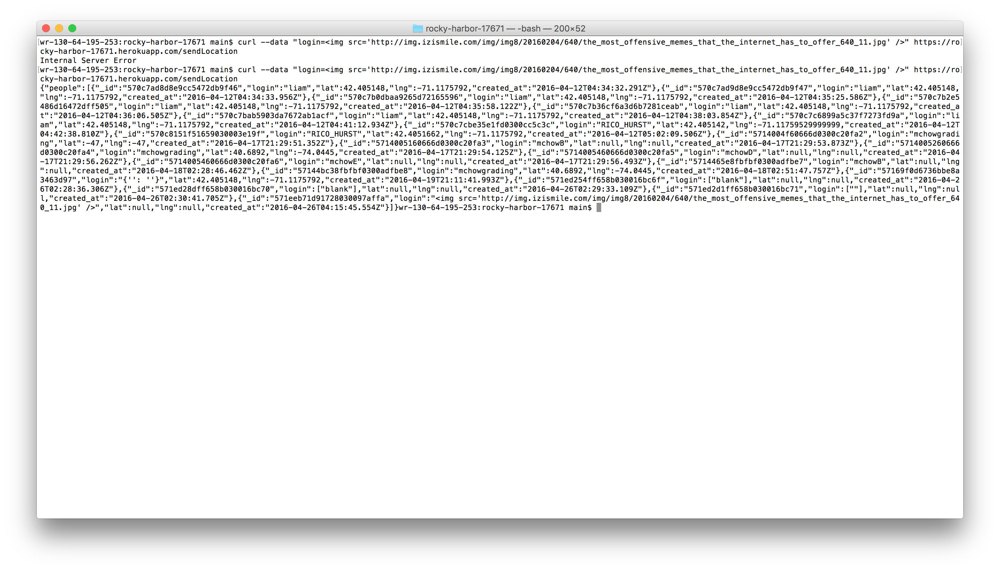 rocky-harbor-17671 — -bash — 200×52
[wr-130-64-195-253:rocky-harbor-17671 main$ curl --data "login=<img src='http://img.izismile.com/img/img8/20160204/640/the_most_offensive_memes_that_the_internet_has_to_offer_640_11.jpg' />" https://ro]
cky-harbor-17671.herokuapp.com/sendLocation
Internal Server Error
[wr-130-64-195-253:rocky-harbor-17671 main$ curl --data "login=<img src='http://img.izismile.com/img/img8/20160204/640/the_most_offensive_memes_that_the_internet_has_to_offer_640_11.jpg' />" https://ro]
cky-harbor-17671.herokuapp.com/sendLocation
{"people":[{"_id":"570c7ad8d8e9cc5472db9f46","login":"liam","lat":42.405148,"lng":-71.1175792,"created_at":"2016-04-12T04:34:32.291Z"},{"_id":"570c7ad9d8e9cc5472db9f47","login":"liam","lat":42.405148,
"lng":-71.1175792,"created_at":"2016-04-12T04:34:33.956Z"},{"_id":"570c7b0dbaa9265d72165596","login":"liam","lat":42.405148,"lng":-71.1175792,"created_at":"2016-04-12T04:35:25.586Z"},{"_id":"570c7b2e5
486d16472dff505","login":"liam","lat":42.405148,"lng":-71.1175792,"created_at":"2016-04-12T04:35:58.122Z"},{"_id":"570c7b36cf6a3d6b7281ceab","login":"liam","lat":42.405148,"lng":-71.1175792,"created_a
t":"2016-04-12T04:36:06.505Z"},{"_id":"570c7bab5903da7672ab1acf","login":"liam","lat":42.405148,"lng":-71.1175792,"created_at":"2016-04-12T04:38:03.854Z"},{"_id":"570c7c6899a5c37f7273fd9a","login":"li
am","lat":42.405148,"lng":-71.1175792,"created_at":"2016-04-12T04:41:12.934Z"},{"_id":"570c7cbe35e1fd0300cc5c3c","login":"RICO_HURST","lat":42.405142,"lng":-71.11759529999999,"created_at":"2016-04-12T
04:42:38.810Z"},{"_id":"570c8151f51659030003e19f","login":"RICO_HURST","lat":42.4051662,"lng":-71.1175792,"created_at":"2016-04-12T05:02:09.506Z"},{"_id":"5714004f60666d0300c20fa2","login":"mchowgradi
ng","lat":-47,"lng":-47,"created_at":"2016-04-17T21:29:51.352Z"},{"_id":"5714005160666d0300c20fa3","login":"mchowB","lat":null,"lng":null,"created_at":"2016-04-17T21:29:53.873Z"},{"_id":"5714005260666
d0300c20fa4","login":"mchowgrading","lat":40.6892,"lng":-74.0445,"created_at":"2016-04-17T21:29:54.125Z"},{"_id":"5714005460666d0300c20fa5","login":"mchowD","lat":null,"lng":null,"created_at":"2016-04
-17T21:29:56.262Z"},{"_id":"5714005460666d0300c20fa6","login":"mchowE","lat":null,"lng":null,"created_at":"2016-04-17T21:29:56.493Z"},{"_id":"5714465e8fbfbf0300adfbe7","login":"mchowB","lat":null,"lng
":null,"created_at":"2016-04-18T02:28:46.462Z"},{"_id":"57144bc38fbfbf0300adfbe8","login":"mchowgrading","lat":40.6892,"lng":-74.0445,"created_at":"2016-04-18T02:51:47.757Z"},{"_id":"57169f0d6736bbe8a
3463d97","login":"{'': ''}","lat":42.405148,"lng":-71.1175792,"created_at":"2016-04-19T21:11:41.993Z"},{"_id":"571ed254ff658b030016bc6f","login":["blank"],"lat":null,"lng":null,"created_at":"2016-04-2
6T02:28:36.306Z"},{"_id":"571ed28dff658b030016bc70","login":["blank"],"lat":null,"lng":null,"created_at":"2016-04-26T02:29:33.109Z"},{"_id":"571ed2d1ff658b030016bc71","login":[""],"lat":null,"lng":nul
l,"created_at":"2016-04-26T02:30:41.705Z"},{"_id":"571eeb71d91728030097affa","login":"<img src='http://img.izismile.com/img/img8/20160204/640/the_most_offensive_memes_that_the_internet_has_to_offer_64
0_11.jpg' />","lat":null,"lng":null,"created_at":"2016-04-26T04:15:45.554Z"}]}wr-130-64-195-253:rocky-harbor-17671 main$